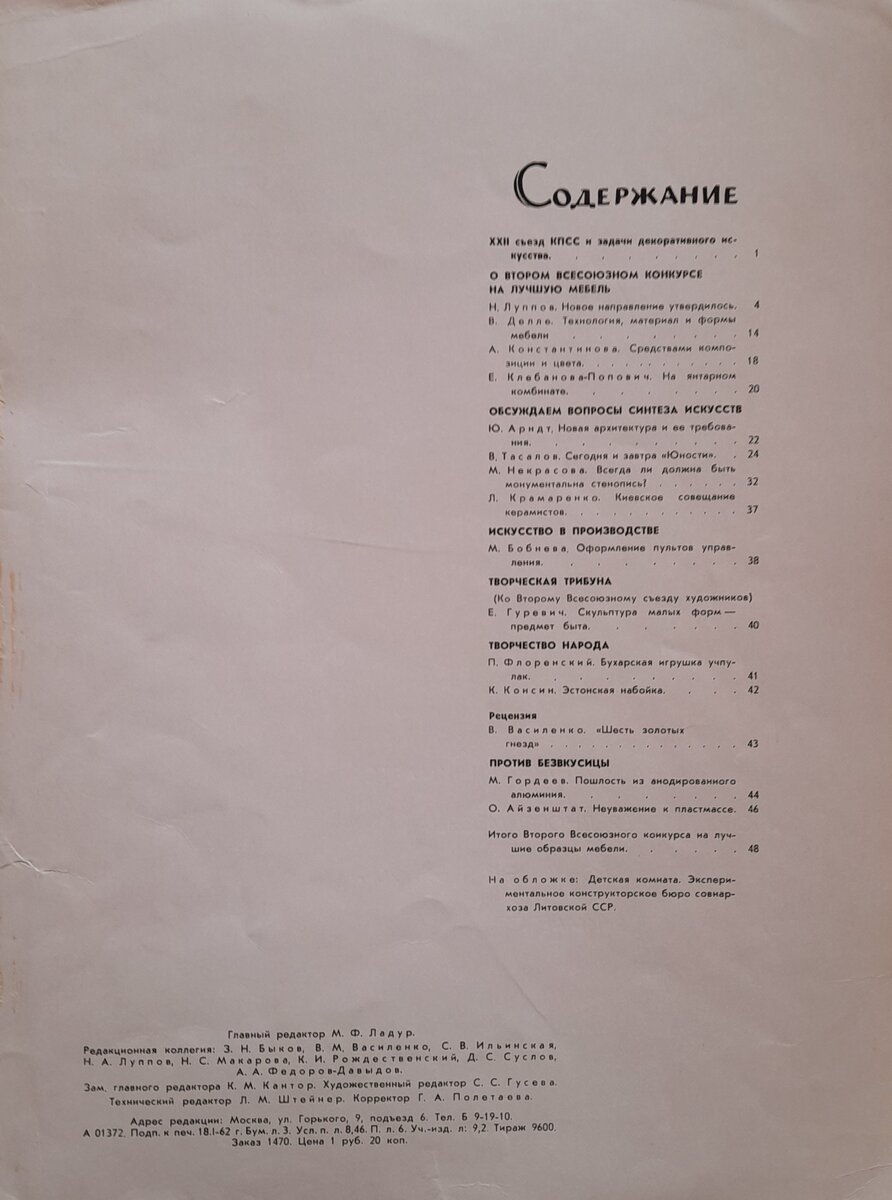 Содержание
XXII съезд КПСС и задачи декоративного ис-
кусства. . . . . . . . . 1
О ВТОРОМ ВСЕСОЮЗНОМ КОНКУРСЕ
НА ЛУЧШУЮ МЕБЕЛЬ
Н. Луппов. Новое направление утвердилось. 4
В. Делле. Технология, материал и формы
мебели . . . . . . . . . 14
А. Константинова. Средствами компо-
зиции и цвета. . . . . . . . . . . 18
Е. Клебанова-Попович. На янтарном
комбинате. . . . . . . . 20
ОБСУЖДАЕМ ВОПРОСЫ СИНТЕЗА ИСКУССТВ
Ю. Арндт. Новая архитектура и ее требова-
ния. . . . . . . . . 22
В. Тасалов. Сегодня и завтра «Юности». . 24
М. Некрасова. Всегда ли должна быть
монументальна стенопись? . . . . . . 32
Л. Крамаренко. Киевское совещание
керамистов. . . . . . . . . . 37
ИСКУССТВО В ПРОИЗВОДСТВЕ
М. Бобнева. Оформление пультов управ-
ления. . . . . . . . . 38
ТВОРЧЕСКАЯ ТРИБУНА
(Ко Второму Всесоюзному съезду художников)
Е. Гуревич. Скульптура малых форм —
предмет быта. . . . . . 40
ТВОРЧЕСТВО НАРОДА
П. Флоренский. Бухарская игрушка учпу-
лак. . . . . . . . . 41
К. Консин. Эстонская набойка. . . . 42
Рецензия
В. Василенко. «Шесть золотых
гнезд» . . . . . . . . . . . . . . 43
ПРОТИВ БЕЗВКУСИЦЫ
М. Гордеев. Пошлость из анодированного
алюминия. . . . . . . . 44
О. Айзенштат. Неуважение к пластмассе. 46
Итого Второго Всесоюзного конкурса на луч-
шие образцы мебели. . . . . . 48
На обложке: Детская комната. Экспери-
ментальное конструкторское бюро совнар-
хоза Литовской ССР.
Главный редактор М. Ф. Ладур.
Редакционная коллегия: З. Н. Быков, В. М. Василенко, С. В. Ильинская,
Н. А. Луппов, Н. С. Макарова, К. И. Рождественский, Д. С. Суслов,
А. А. Федоров-Давыдов.
Зам. главного редактора К. М. Кантор. Художественный редактор С. С. Гусева.
Технический редактор Л. М. Штейнер. Корректор Г. А. Полетаева.
Адрес редакции: Москва, ул. Горького, 9, подъезд 6. Тел. Б 9-19-10.
А 01372. Подп. к печ. 18.I-62 г. Бум. л. 3. Усл. п. л. 8,46. П. л. 6. Уч.-изд. л: 9,2. Тираж 9600.
Заказ 1470. Цена 1 руб. 20 коп.